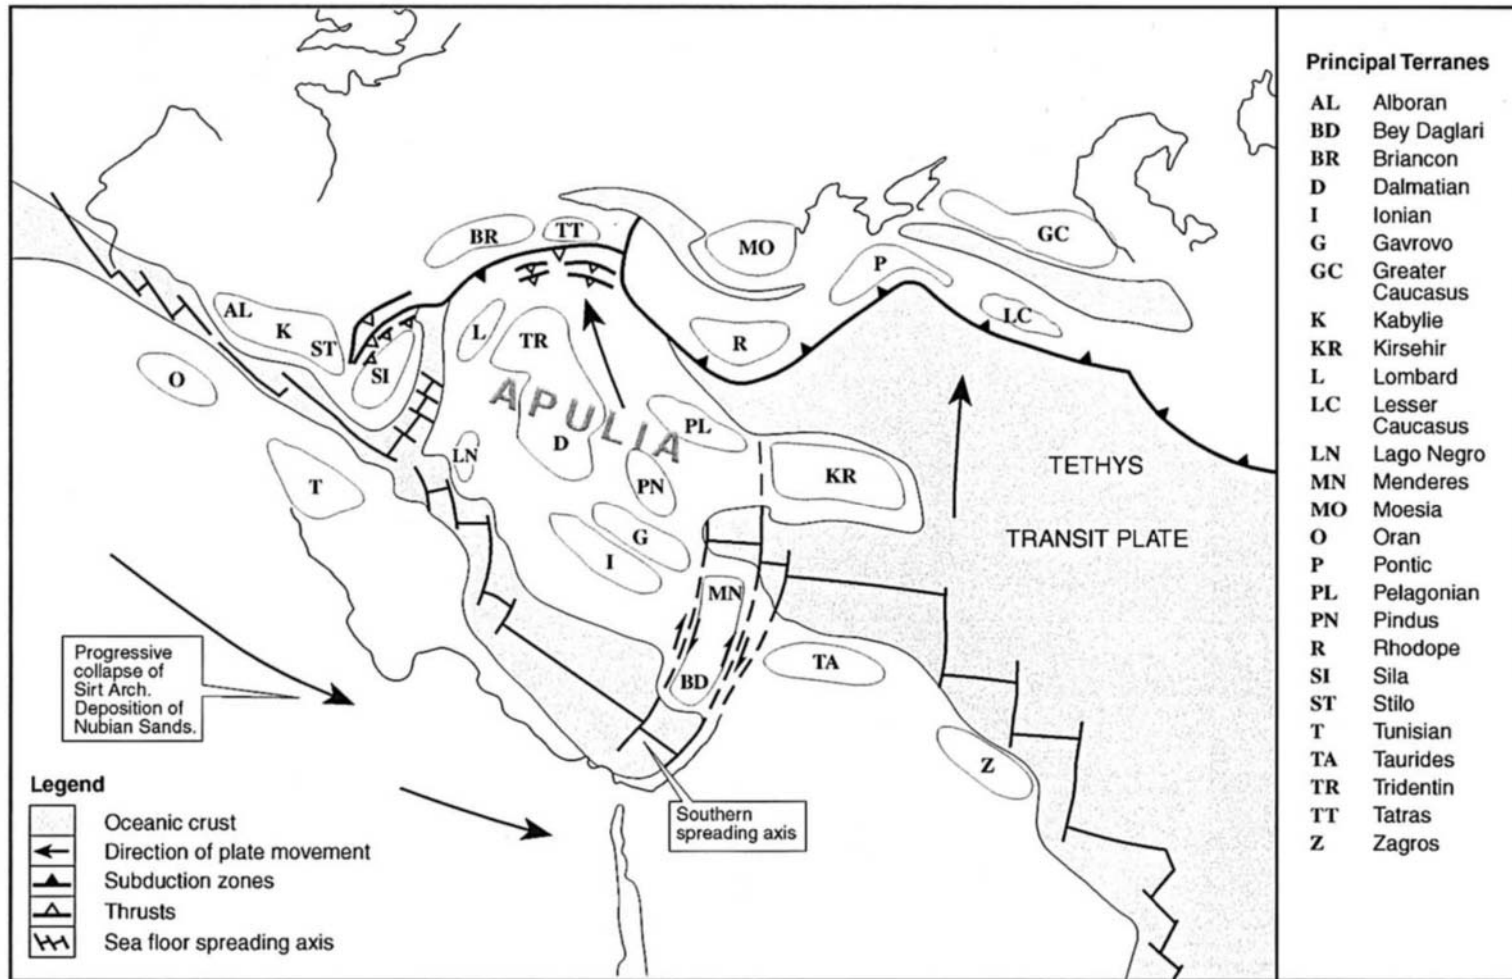 BR
TT
MO
GC
P
AL
K
ST
L
TR
R
LC
O
SI
APULIA
PL
D
LN
PN
KR
TETHYS
T
G
TRANSIT PLATE
I
MN
TA
BD
Z
Progressive
collapse of
Sirt Arch.
Deposition of
Nubian Sands.
Southern
spreading axis
Legend
Oceanic crust
Direction of plate movement
Subduction zones
Thrusts
Sea floor spreading axis
Principal Terranes
AL Alboran
BD Bey Daglari
BR Briancon
D Dalmatian
I Ionian
G Gavrovo
GC Greater
Caucasus
K Kabylie
KR Kirsehir
L Lombard
LC Lesser
Caucasus
LN Lago Negro
MN Menderes
MO Moesia
O Oran
P Pontic
PL Pelagonian
PN Pindus
R Rhodope
SI Sila
ST Stilo
T Tunisian
TA Taurides
TR Tridentin
TT Tatras
Z Zagros